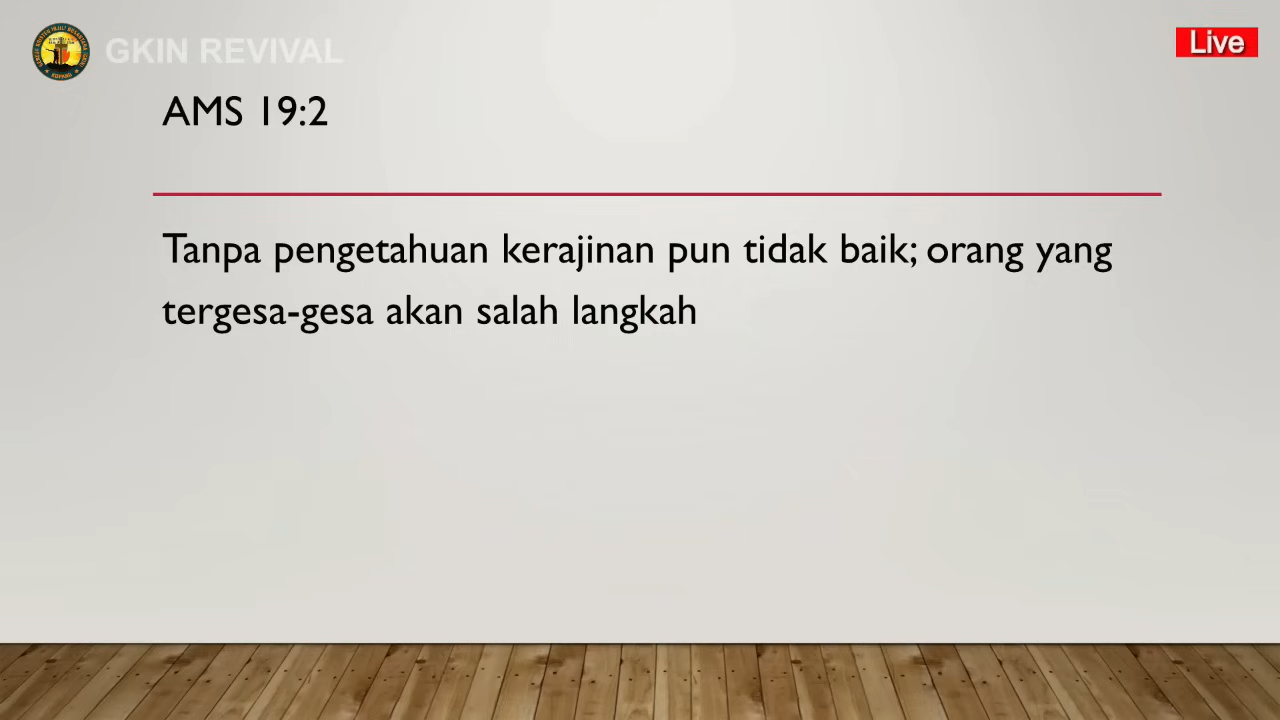 GKIN REVIVAL
Live
AMS 19:2
Tanpa pengetahuan kerajinan pun tidak baik; orang yang
tergesa-gesa akan salah langkah